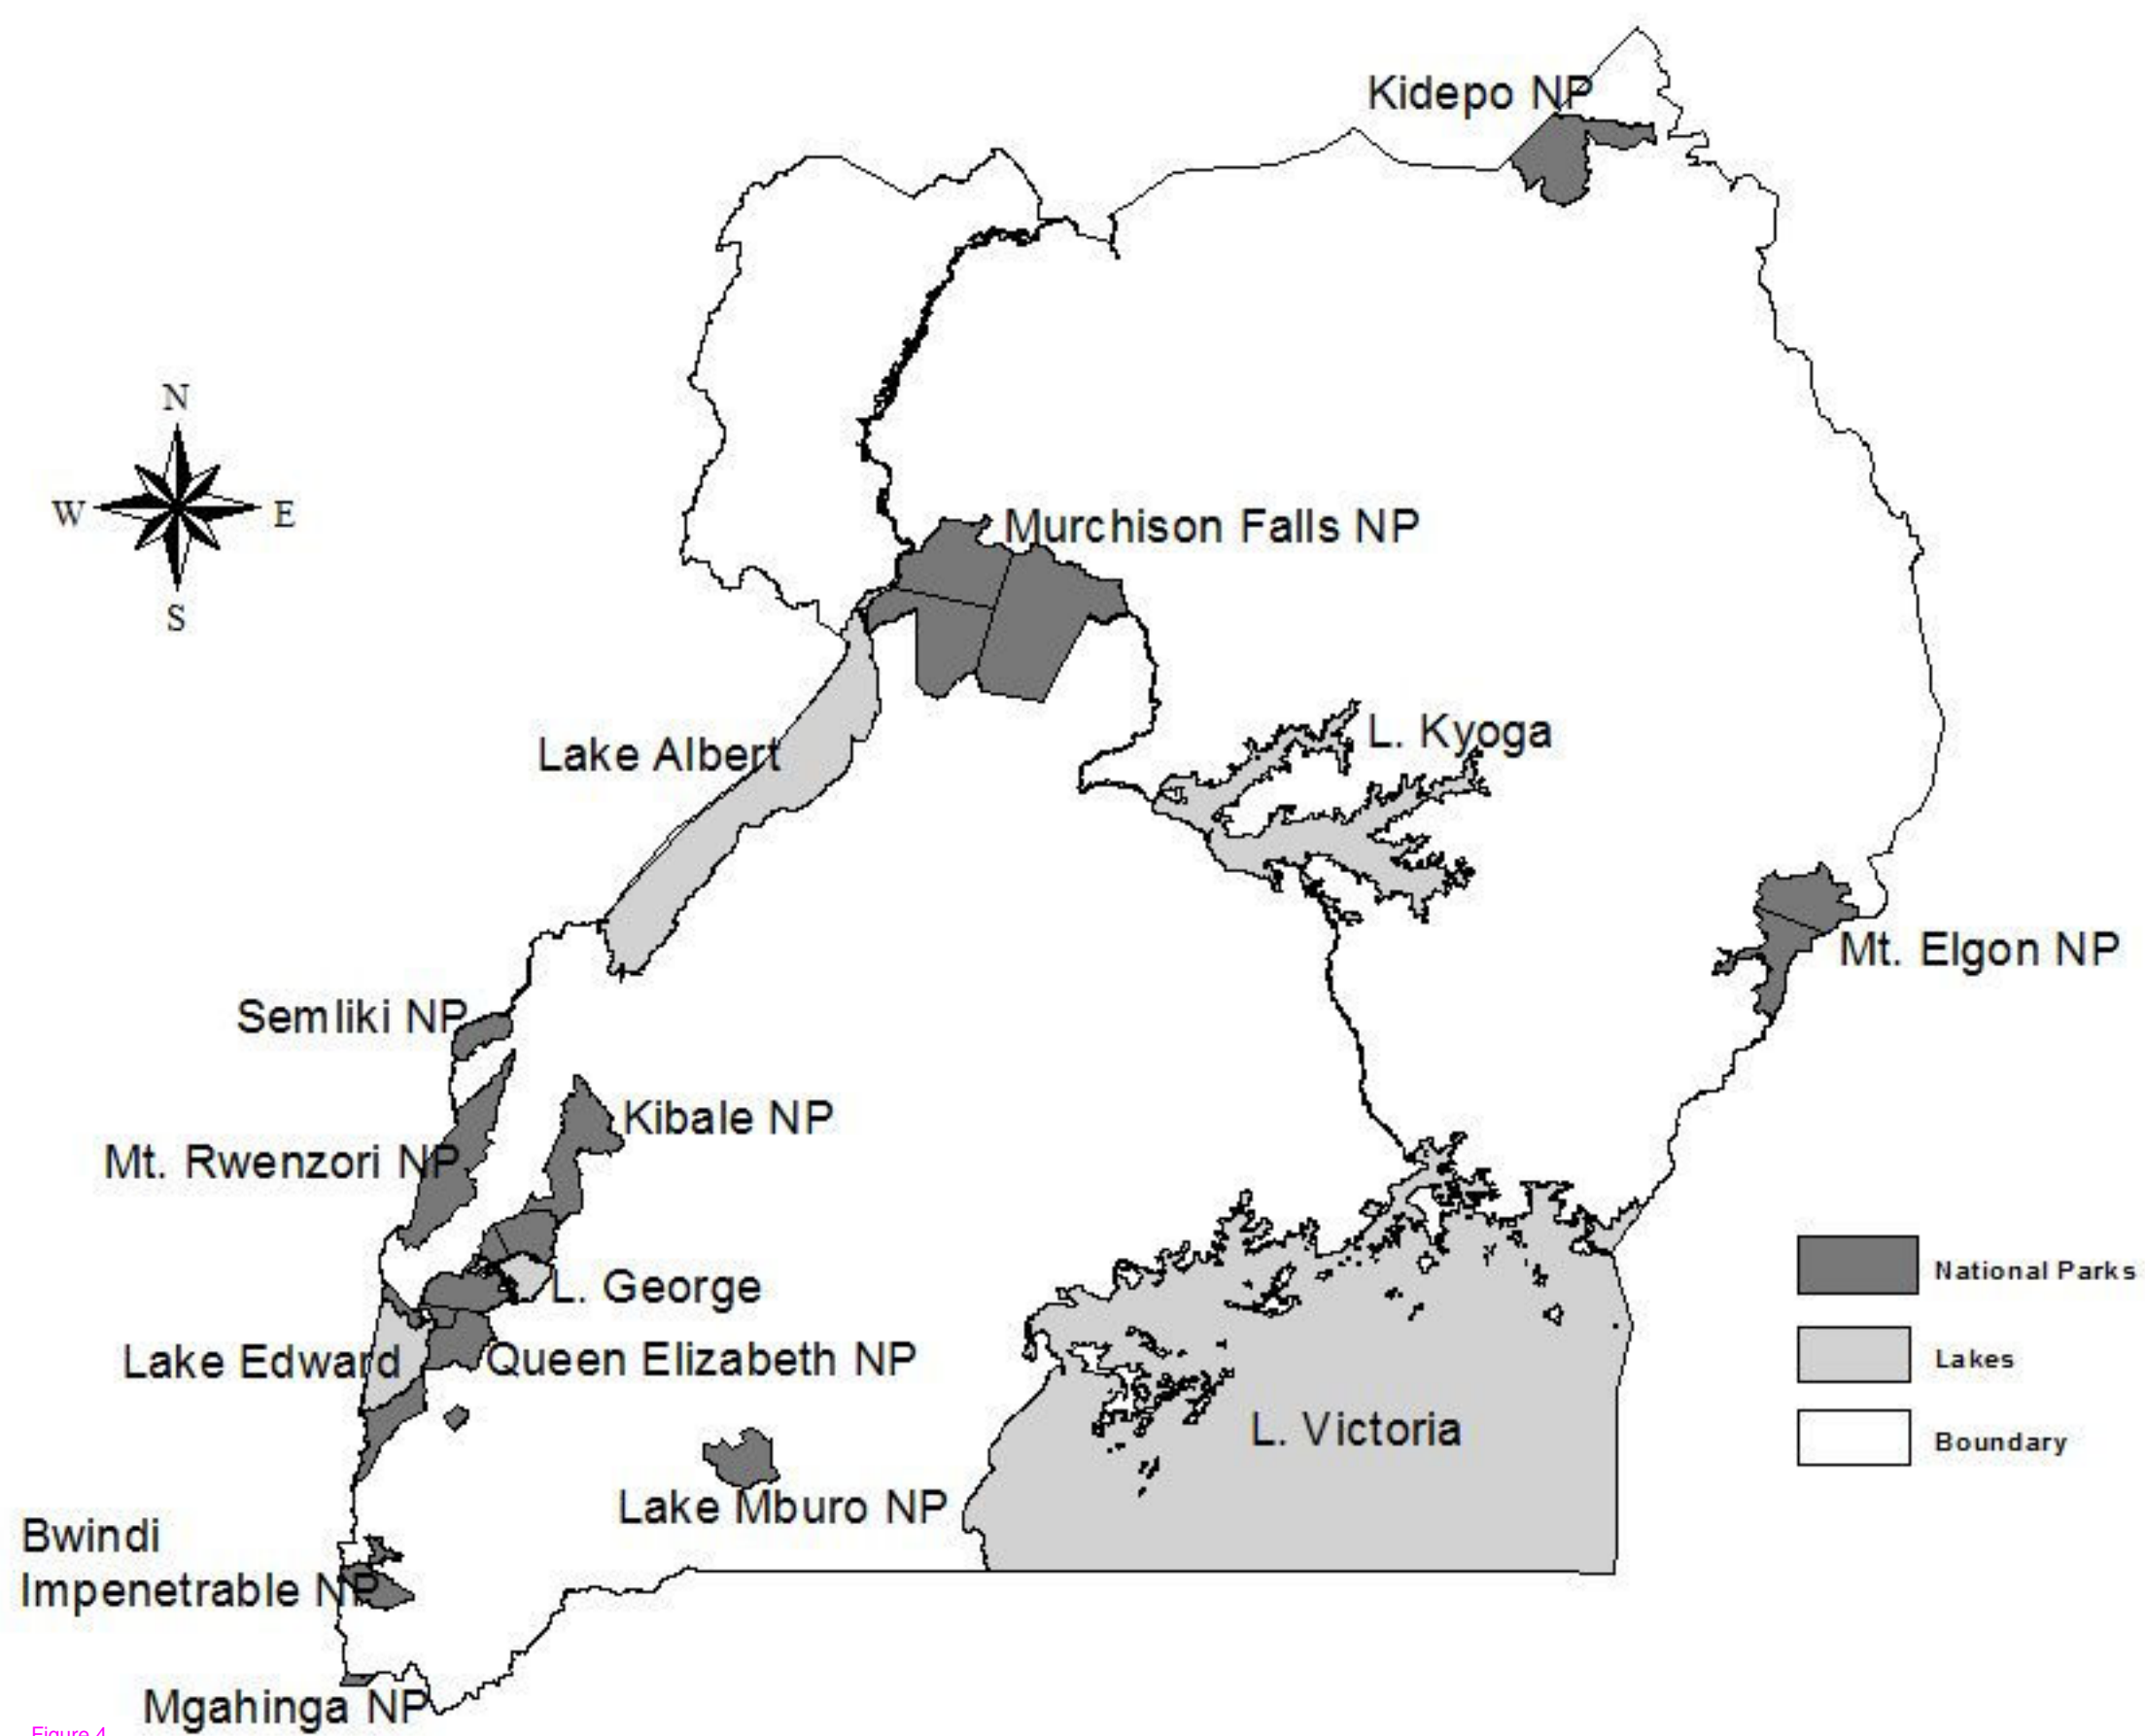 Kidepo NP
N
W
E
S
Murchison Falls NP
L. Kyoga
Lake Albert
Mt. Elgon NP
Semliki NP
Kibale NP
Mt. Rwenzori NP
L. George
National Parks
Lake Edward
Queen Elizabeth NP
Lakes
L. Victoria
Boundary
Lake Mburo NP
Bwindi
Impenetrable NP
Mgahinga NP
Figure 4